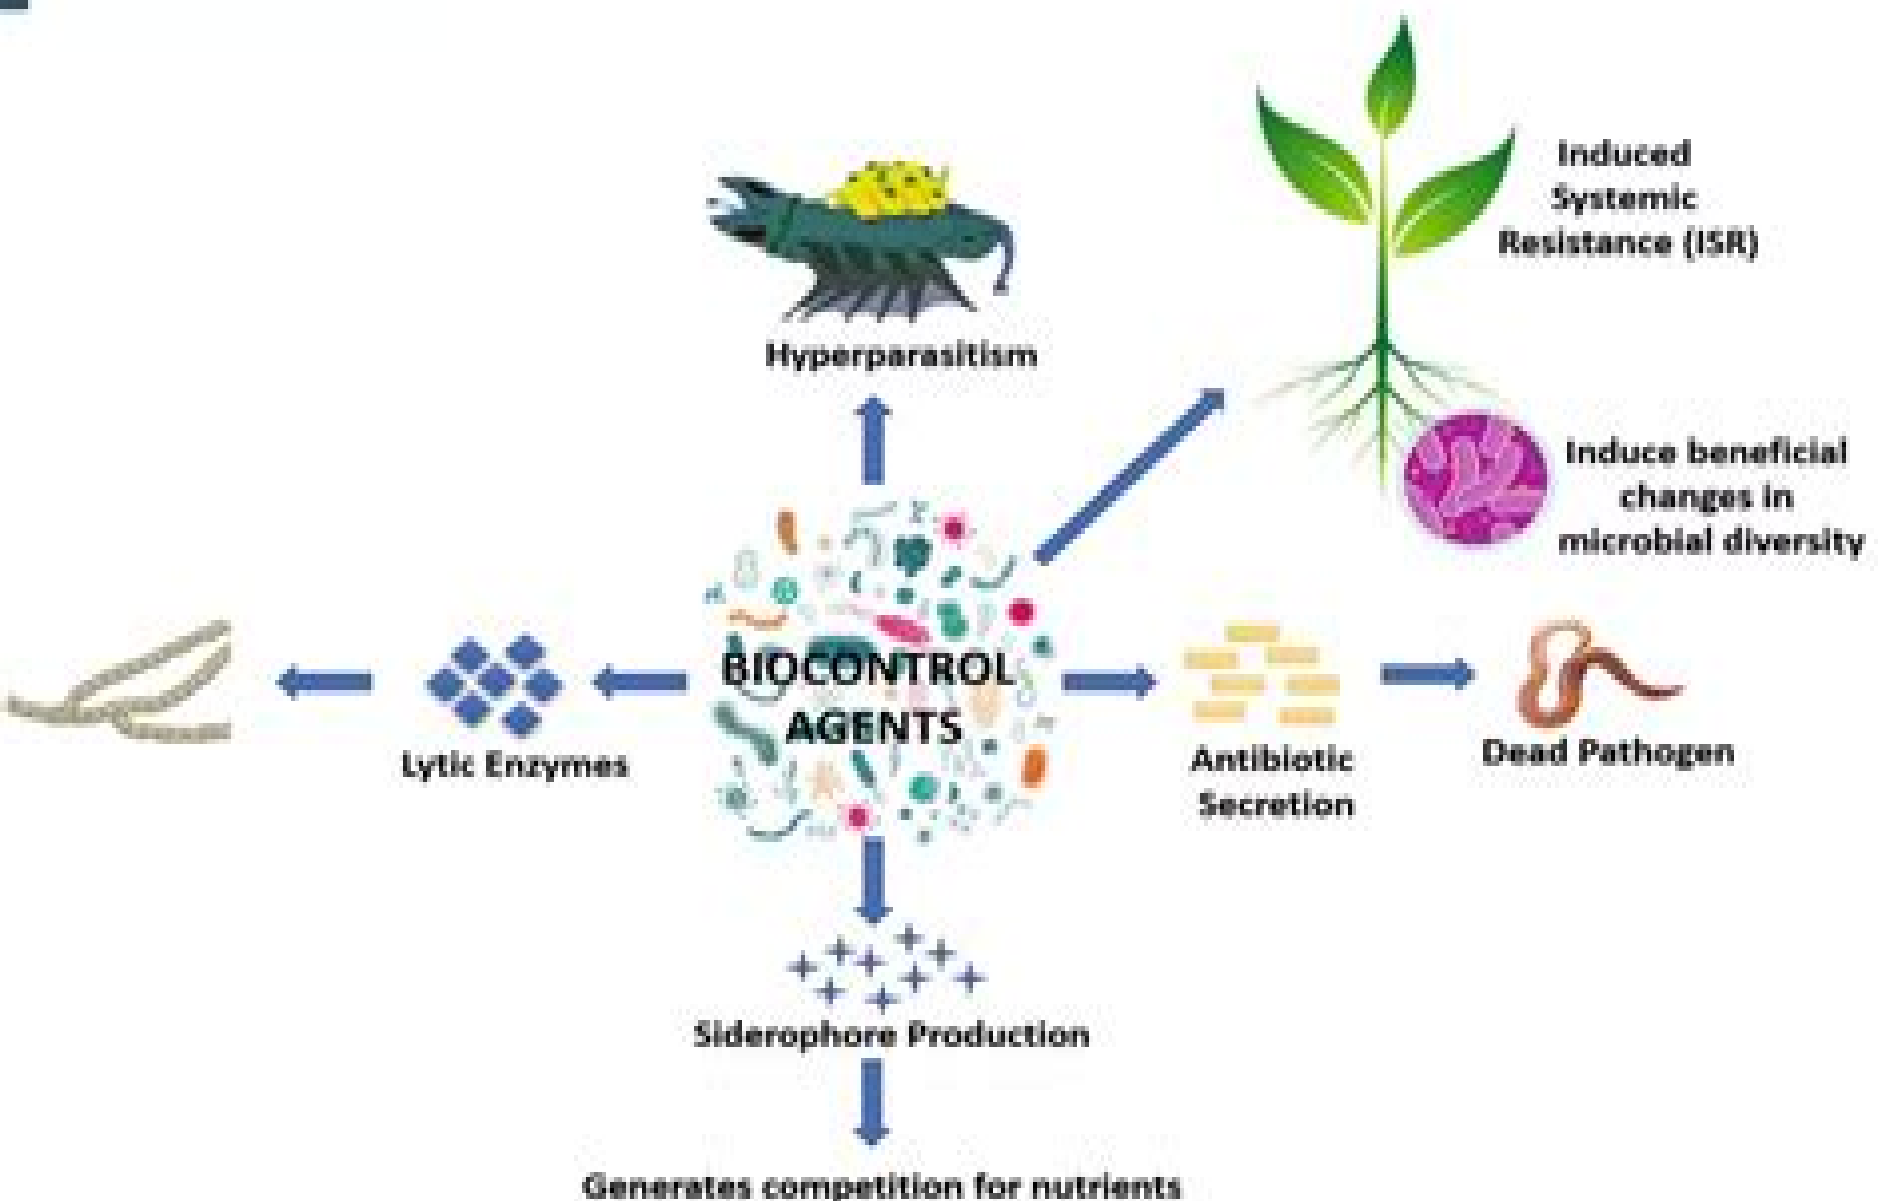 Induced
Systemic
Resistance (ISR)
Hyperparasitism
Induce beneficial
changes in
microbial diversity
BIOCONTROL
AGENTS
Lytic Enzymes
Antibiotic
Secretion
Dead Pathogen
Siderophore Production
Generates competition for nutrients